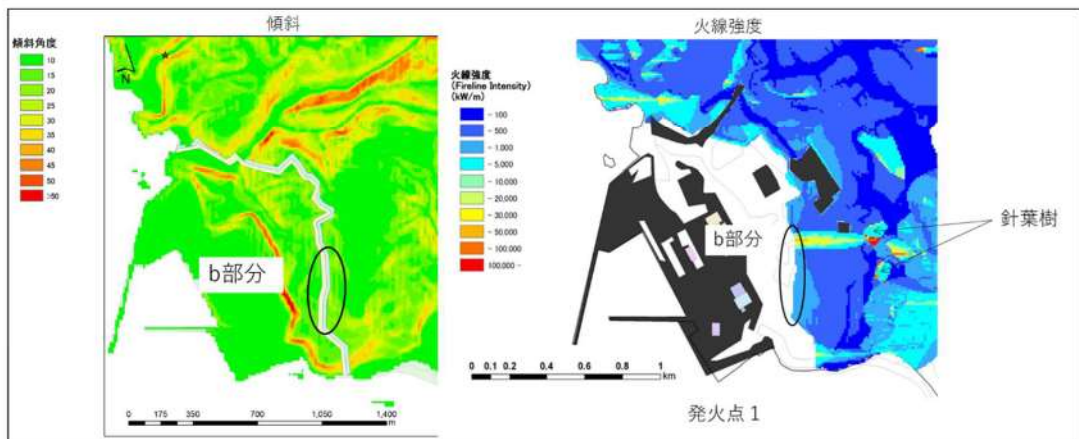 傾斜
傾斜角度
10
15
20
25
30
35
40
45
50
>50
N
b部分
0 175 350 700 1,050 1,400
m
火線強度
火線強度
(Fireline Intensity)
(kW/m)
- 100
- 500
- 1,000
- 5,000
- 10,000
- 20,000
- 30,000
- 50,000
- 100,000
100,000 -
b部分
針葉樹
0 0.1 0.2 0.4 0.6 0.8 1
km
発火点 1